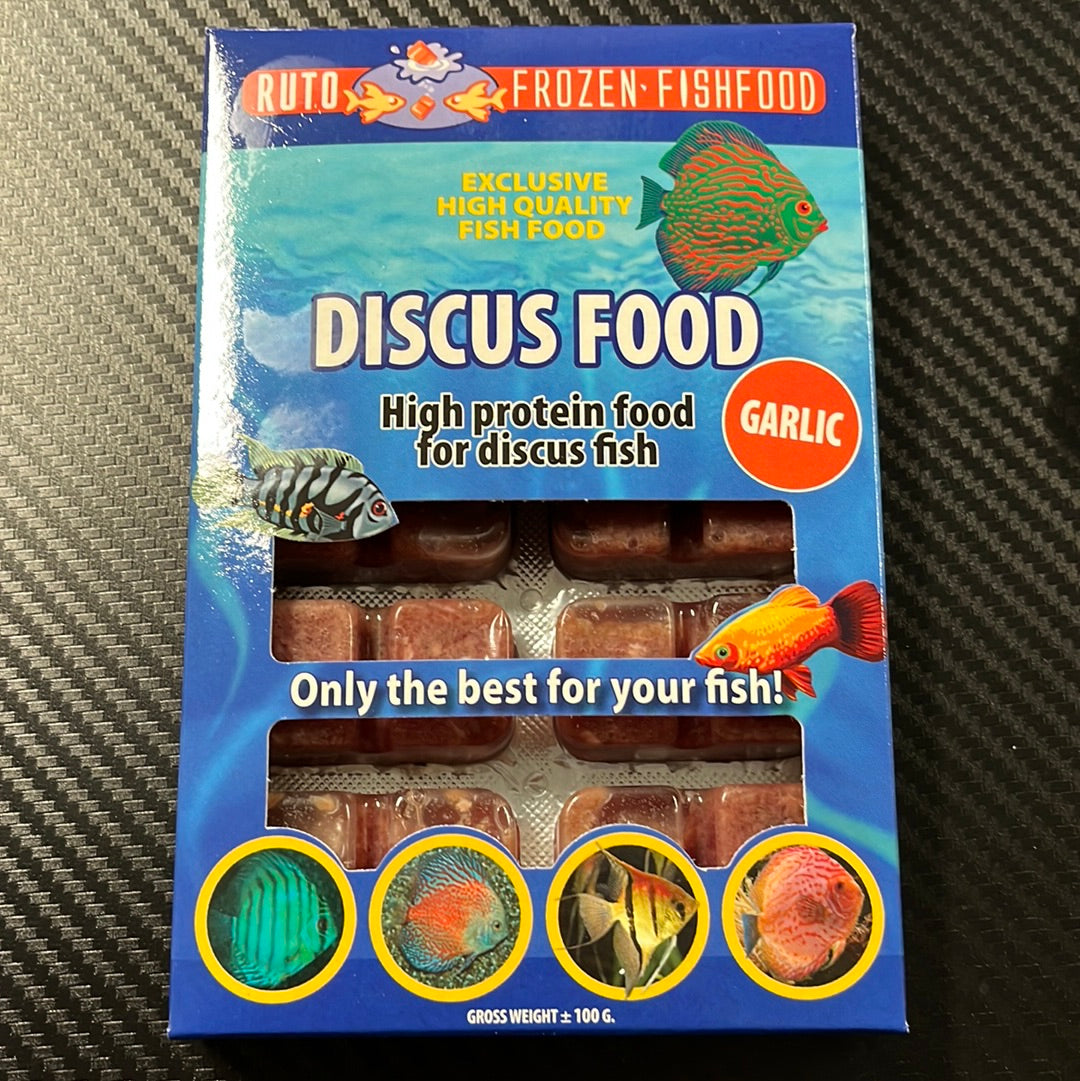 RUTO FROZEN FISHFOOD
EXCLUSIVE
HIGH QUALITY
FISH FOOD
DISCUS FOOD
High protein food
for discus fish
GARLIC
Only the best for your fish!
GROSS WEIGHT ± 100 G.